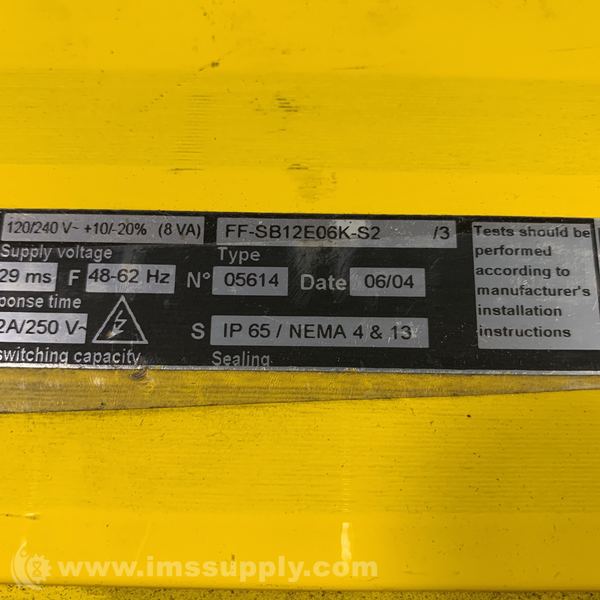 120/240 V~ +10/-20% (8 VA) FF-SB12E06K-S2 /3
Supply voltage Type
29 ms F 48-62 Hz N° 05614 Date 06/04
ponse time
2A/250 V~ S IP 65 / NEMA 4 & 13
switching capacity Sealing
Tests should be
performed
according to
manufacturer's
installation
instructions
www.imssupply.com